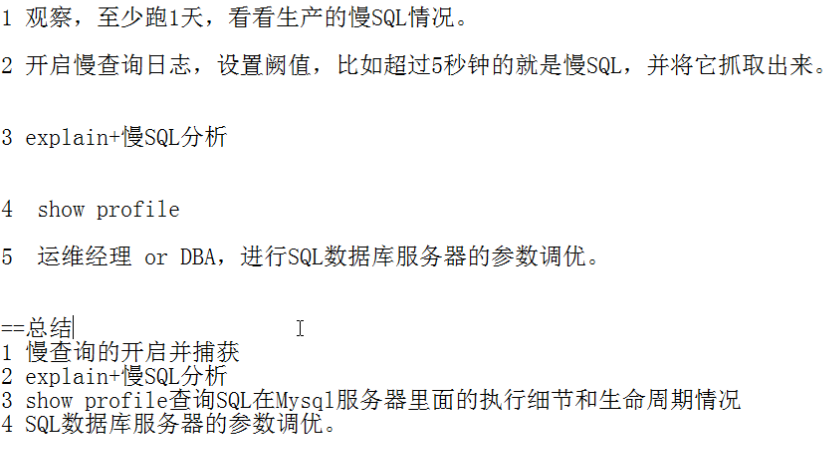 1 观察，至少跑1天，看看生产的慢SQL情况。
2 开启慢查询日志，设置阙值，比如超过5秒钟的就是慢SQL，并将它抓取出来。
3 explain+慢SQL分析
4  show profile
5  运维经理 or DBA，进行SQL数据库服务器的参数调优。
==总结
1 慢查询的开启并捕获
2 explain+慢SQL分析
3 show profile查询SQL在Mysql服务器里面的执行细节和生命周期情况
4 SQL数据库服务器的参数调优。